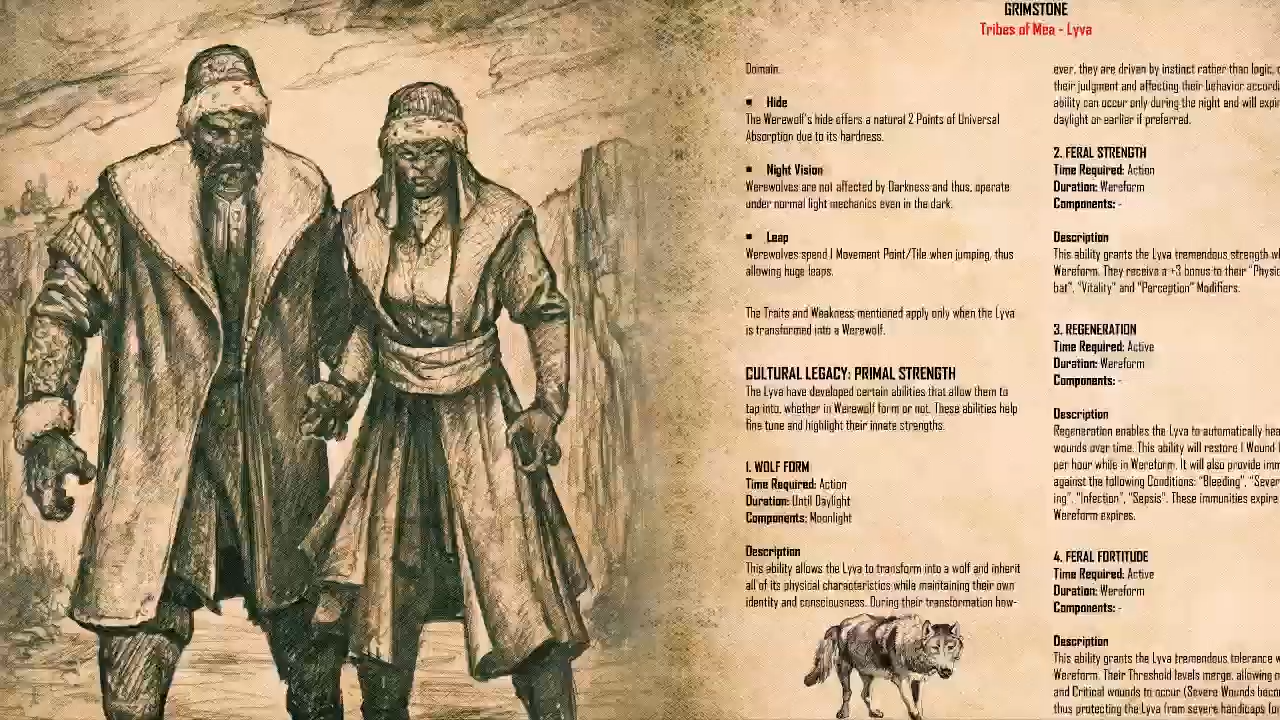 GRIMSTONE
Tribes of Mea - Lyva
Domain.
▪ Hide
The Werewolf's hide offers a natural 2 Points of Universal
Absorption due to its hardness.
▪ Night Vision
Werewolves are not affected by Darkness and thus, operate
under normal light mechanics even in the dark.
▪ Leap
Werewolves spend 1 Movement Point/Tile when jumping, thus
allowing huge leaps.
The Traits and Weakness mentioned apply only when the Lyva
is transformed into a Werewolf.
CULTURAL LEGACY: PRIMAL STRENGTH
The Lyva have developed certain abilities that allow them to
tap into, whether in Werewolf form or not. These abilities help
fine tune and highlight their innate strengths.
1. WOLF FORM
Time Required: Action
Duration: Until Daylight
Components: Moonlight
Description
This ability allows the Lyva to transform into a wolf and inherit
all of its physical characteristics while maintaining their own
identity and consciousness. During their transformation how-
ever, they are driven by instinct rather than logic,
their judgment and affecting their behavior accordi
ability can occur only during the night and will exp
daylight or earlier if preferred.
2. FERAL STRENGTH
Time Required: Action
Duration: Wereform
Components: -
Description
This ability grants the Lyva tremendous strength w
Wereform. They receive a +3 bonus to their "Physic
bat", "Vitality" and "Perception" Modifiers.
3. REGENERATION
Time Required: Active
Duration: Wereform
Components: -
Description
Regeneration enables the Lyva to automatically hea
wounds over time. This ability will restore 1 Wound
per hour while in Wereform. It will also provide imm
against the following Conditions: "Bleeding", "Sever
ing", "Infection", "Sepsis". These immunities expire
Wereform expires.
4. FERAL FORTITUDE
Time Required: Active
Duration: Wereform
Components: -
Description
This ability grants the Lyva tremendous tolerance w
Wereform. Their Threshold levels merge, allowing o
and Critical wounds to occur (Severe Wounds beco
thus protecting the Lyva from severe handicaps for